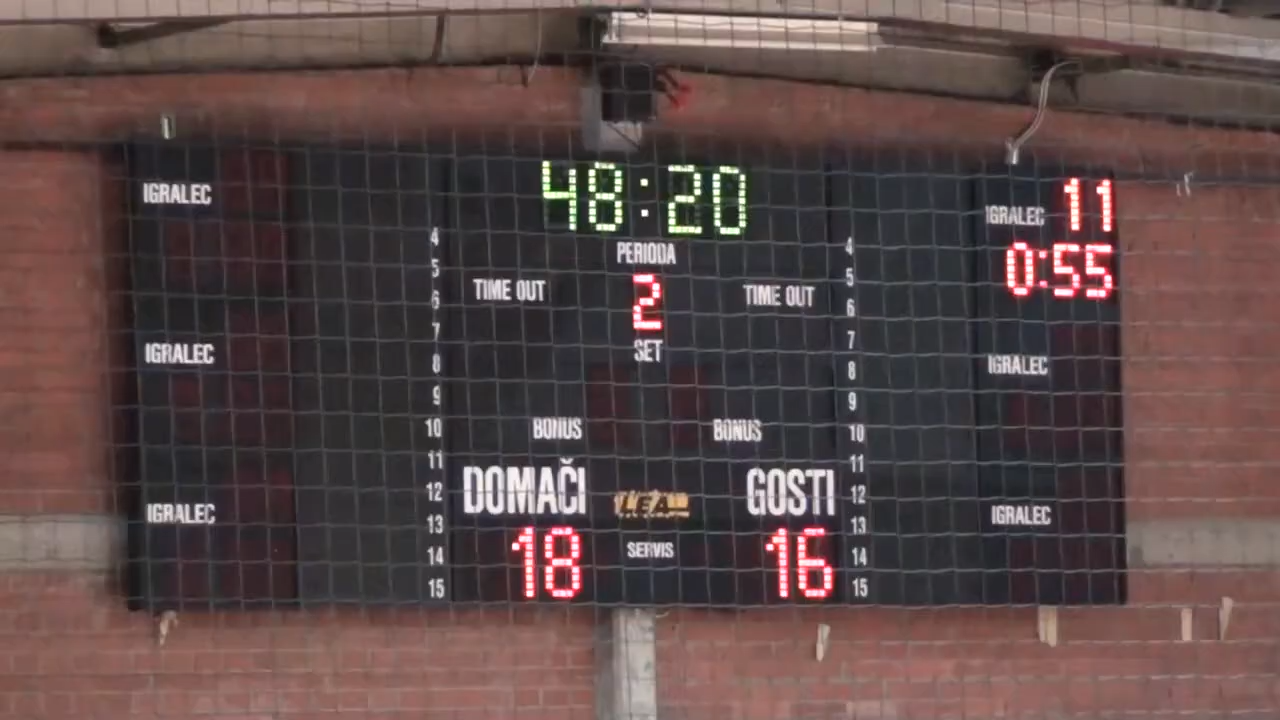 48:20
IGRALEC
IGRALEC 11
0:55
PERIODA
2
TIME OUT
TIME OUT
SET
IGRALEC
IGRALEC
4
5
6
7
8
9
10
11
12
13
14
15
4
5
6
7
8
9
10
11
12
13
14
15
BONUS
BONUS
DOMAČI
LEA
GOSTI
IGRALEC
IGRALEC
18
SERVIS
16